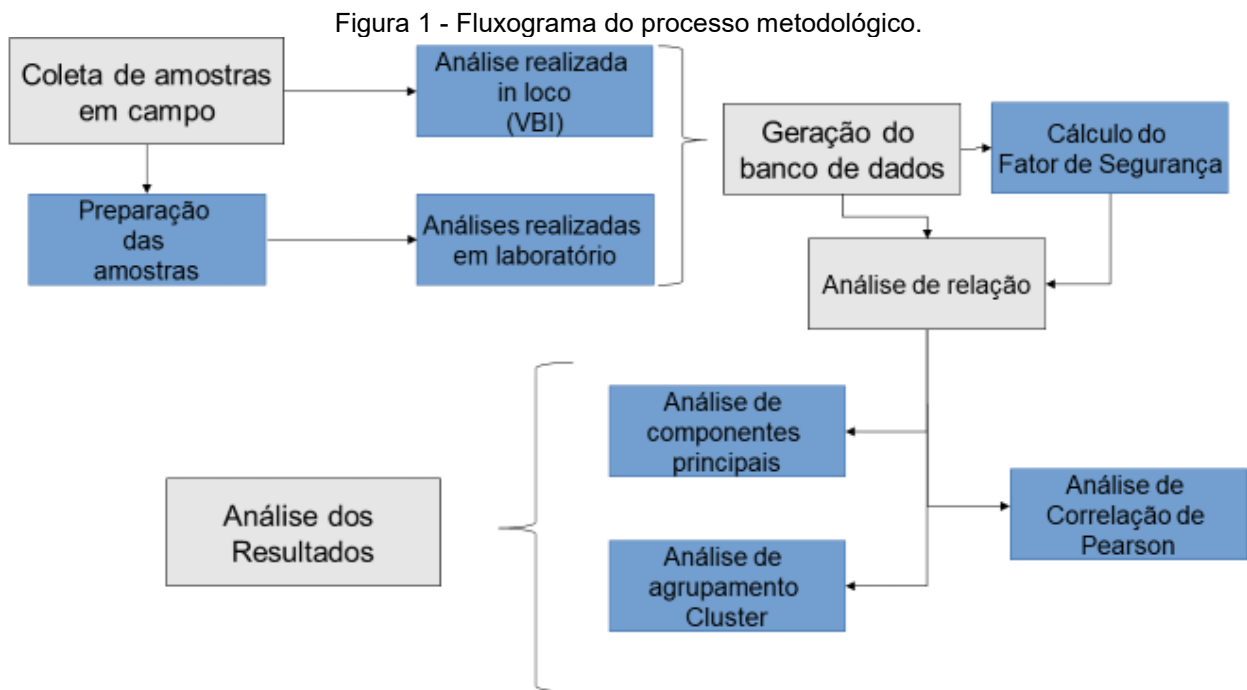 Figura 1 - Fluxograma do processo metodológico.
Coleta de amostras
em campo
Análise realizada
in loco
(VBI)
Preparação
das
amostras
Análises realizadas
em laboratório
Geração do
banco de dados
Cálculo do
Fator de Segurança
Análise de relação
Análise de
componentes
principais
Análise de
Correlação de
Pearson
Análise de
agrupamento
Cluster
Análise dos
Resultados